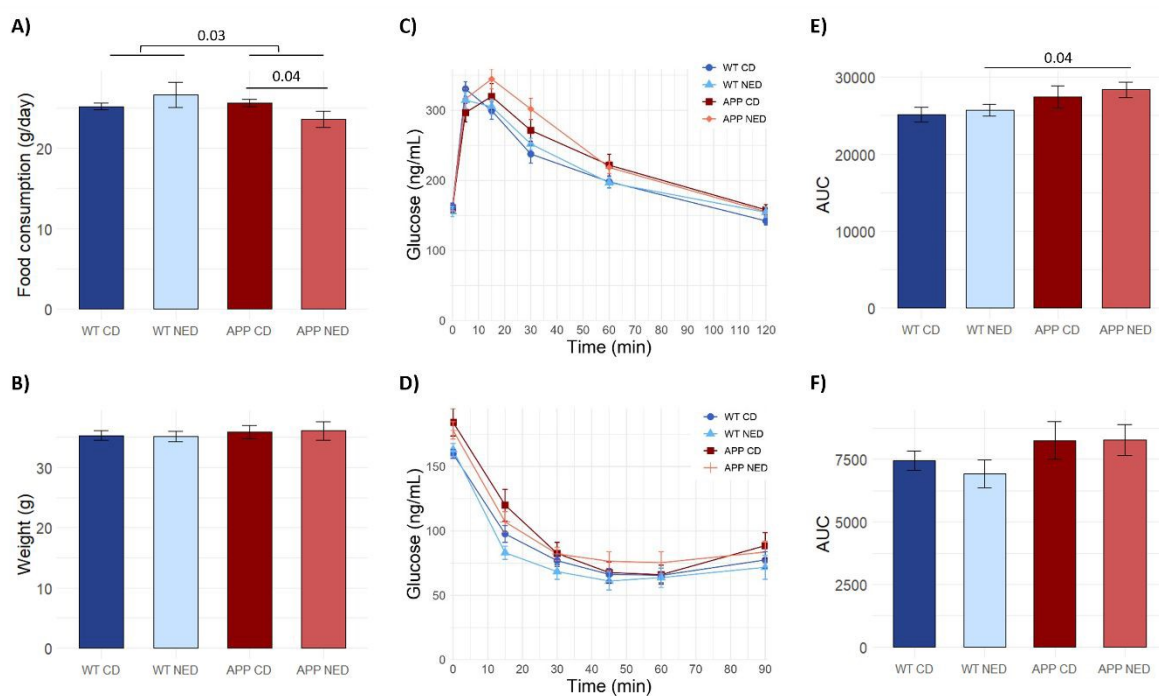 A)
0.03
0.04
Food consumption (g/day)
20
10
0
WT CD
WT NED
APP CD
APP NED
B)
Weight (g)
30
20
10
0
WT CD
WT NED
APP CD
APP NED
C)
WT CD
WT NED
APP CD
APP NED
Glucose (ng/mL)
300
200
100
0
0 10 20 30 40 50 60 70 80 90 100 110 120
Time (min)
D)
WT CD
WT NED
APP CD
APP NED
Glucose (ng/mL)
150
100
50
0
0 10 20 30 40 50 60 70 80 90
Time (min)
E)
0.04
AUC
30000
20000
10000
0
WT CD
WT NED
APP CD
APP NED
F)
AUC
7500
5000
2500
0
WT CD
WT NED
APP CD
APP NED